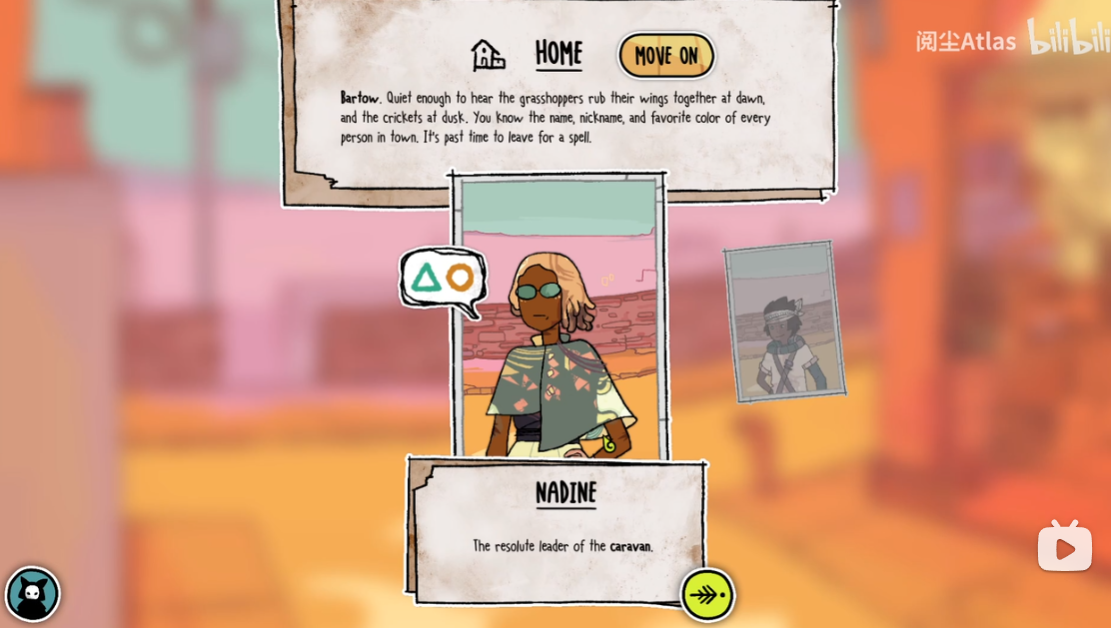 阅尘Atlas bilibili
HOME MOVE ON
Bartow. Quiet enough to hear the grasshoppers rub their wings together at dawn,
and the crickets at dusk. You know the name, nickname, and favorite color of every
person in town. It's past time to leave for a spell.
NADINE
The resolute leader of the caravan.